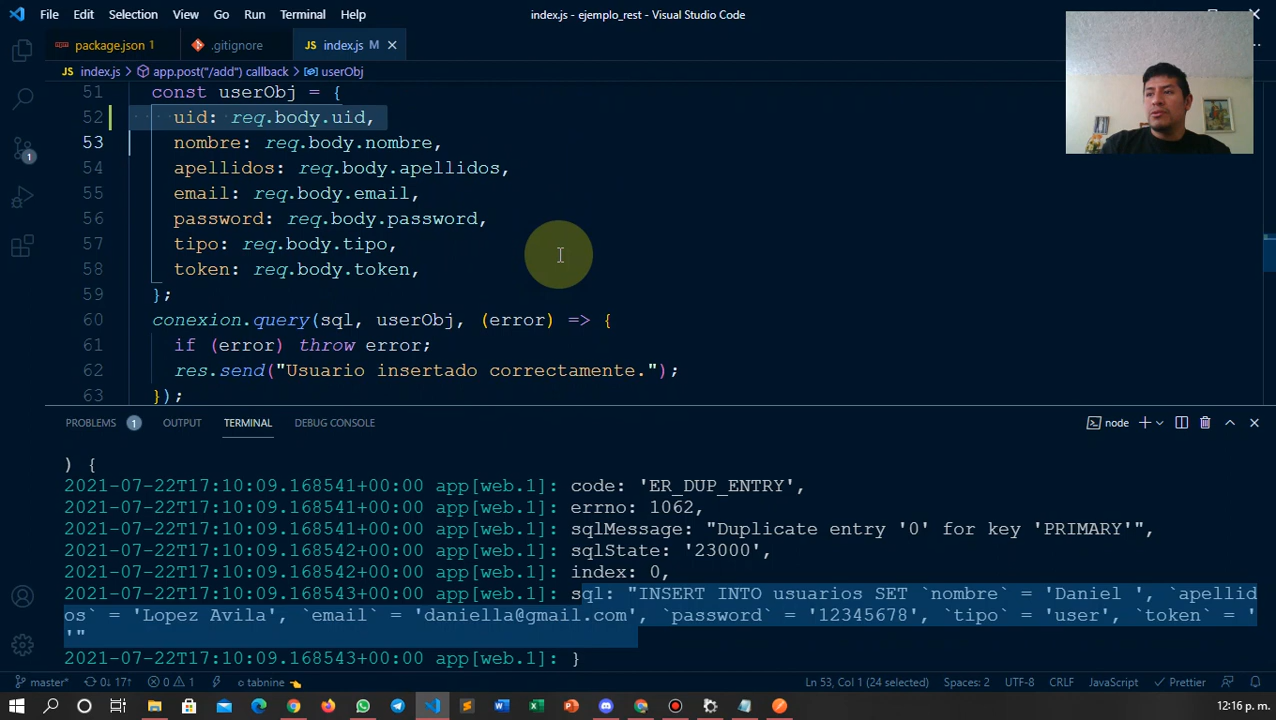 File Edit Selection View Go Run Terminal Help index.js - ejemplo_rest - Visual Studio Code
package.json 1 .gitignore JS index.js M
JS index.js > app.post("/add") callback > userObj
51 const userObj = {
52 uid: req.body.uid,
53 nombre: req.body.nombre,
54 apellidos: req.body.apellidos,
55 email: req.body.email,
56 password: req.body.password,
57 tipo: req.body.tipo,
58 token: req.body.token,
59 };
60 conexion.query(sql, userObj, (error) => {
61 if (error) throw error;
62 res.send("Usuario insertado correctamente.");
63 });
PROBLEMS 1 OUTPUT TERMINAL DEBUG CONSOLE node
) {
2021-07-22T17:10:09.168541+00:00 app[web.1]: code: 'ER_DUP_ENTRY',
2021-07-22T17:10:09.168541+00:00 app[web.1]: errno: 1062,
2021-07-22T17:10:09.168542+00:00 app[web.1]: sqlMessage: "Duplicate entry '0' for key 'PRIMARY'",
2021-07-22T17:10:09.168542+00:00 app[web.1]: sqlState: '23000',
2021-07-22T17:10:09.168542+00:00 app[web.1]: index: 0,
2021-07-22T17:10:09.168543+00:00 app[web.1]: sql: "INSERT INTO usuarios SET `nombre` = 'Daniel ', `apellid
os` = 'Lopez Avila', `email` = 'daniella@gmail.com', `password` = '12345678', `tipo` = 'user', `token` = '
'"
2021-07-22T17:10:09.168543+00:00 app[web.1]: }
master* 0↓ 17↑ 0 1 tabnine Ln 53, Col 1 (24 selected) Spaces: 2 UTF-8 CRLF JavaScript Prettier
12:16 p. m.